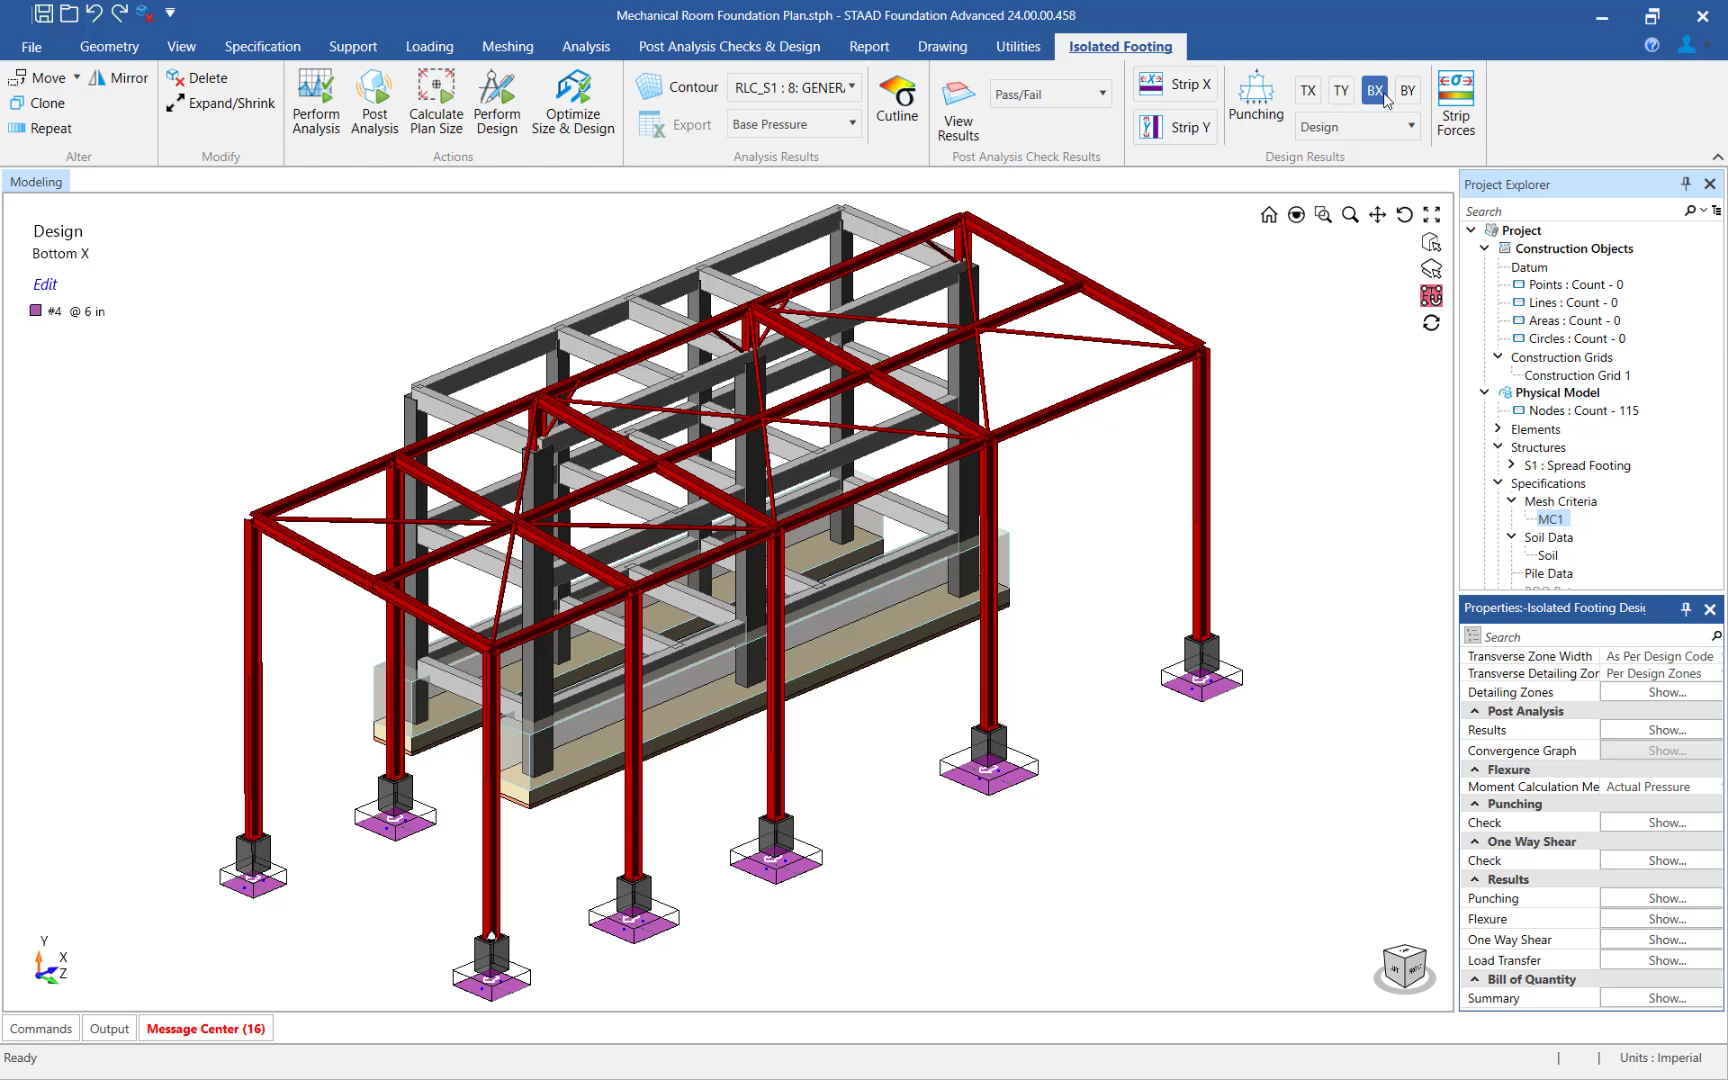 Mechanical Room Foundation Plan.stph - STAAD Foundation Advanced 24.00.00.458
File Geometry View Specification Support Loading Meshing Analysis Post Analysis Checks & Design Report Drawing Utilities Isolated Footing
Move Mirror
Clone
Repeat
Alter
Delete
Expand/Shrink
Modify
Perform Analysis
Post Analysis
Calculate Plan Size
Perform Design
Optimize Size & Design
Actions
Contour RLC_S1 : 8: GENER
Export Base Pressure
Cutline
Analysis Results
View Results
Pass/Fail
Post Analysis Check Results
Strip X
Strip Y
Punching
TX TY BX BY
Design
Design Results
Strip Forces
Modeling
Design
Bottom X
Edit
#4 @ 6 in
Y
X
Z
Project Explorer
Search
Project
Construction Objects
Datum
Points : Count - 0
Lines : Count - 0
Areas : Count - 0
Circles : Count - 0
Construction Grids
Construction Grid 1
Physical Model
Nodes : Count - 115
Elements
Structures
S1 : Spread Footing
Specifications
Mesh Criteria
MC1
Soil Data
Soil
Pile Data
Properties:-Isolated Footing Desi
Search
Transverse Zone Width As Per Design Code
Transverse Detailing Zor Per Design Zones
Detailing Zones Show...
Post Analysis
Results Show...
Convergence Graph Show...
Flexure
Moment Calculation Me Actual Pressure
Punching
Check Show...
One Way Shear
Check Show...
Results
Punching Show...
Flexure Show...
One Way Shear Show...
Load Transfer Show...
Bill of Quantity
Summary Show...
Commands Output Message Center (16)
Ready Units : Imperial